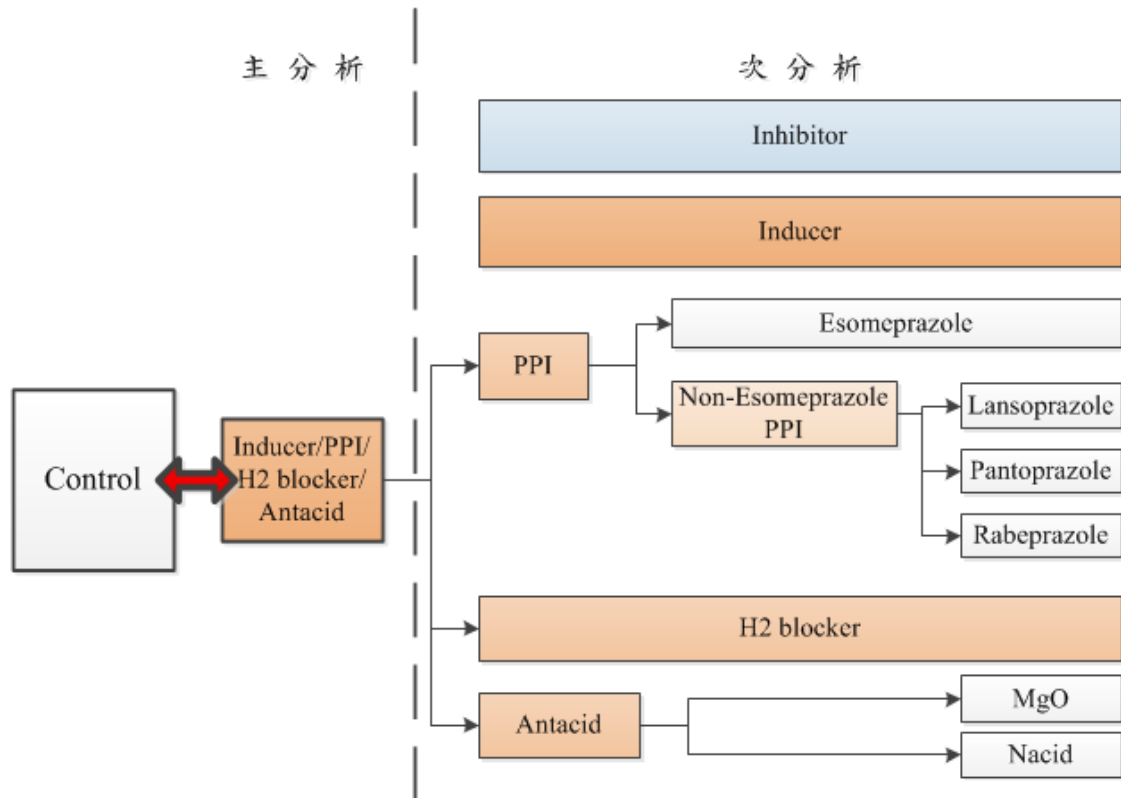 主 分 析
次 分 析
Inhibitor
Inducer
Esomeprazole
PPI
Non-Esomeprazole
PPI
Lansoprazole
Pantoprazole
Rabeprazole
Control
Inducer/PPI/
H2 blocker/
Antacid
H2 blocker
Antacid
MgO
Nacid